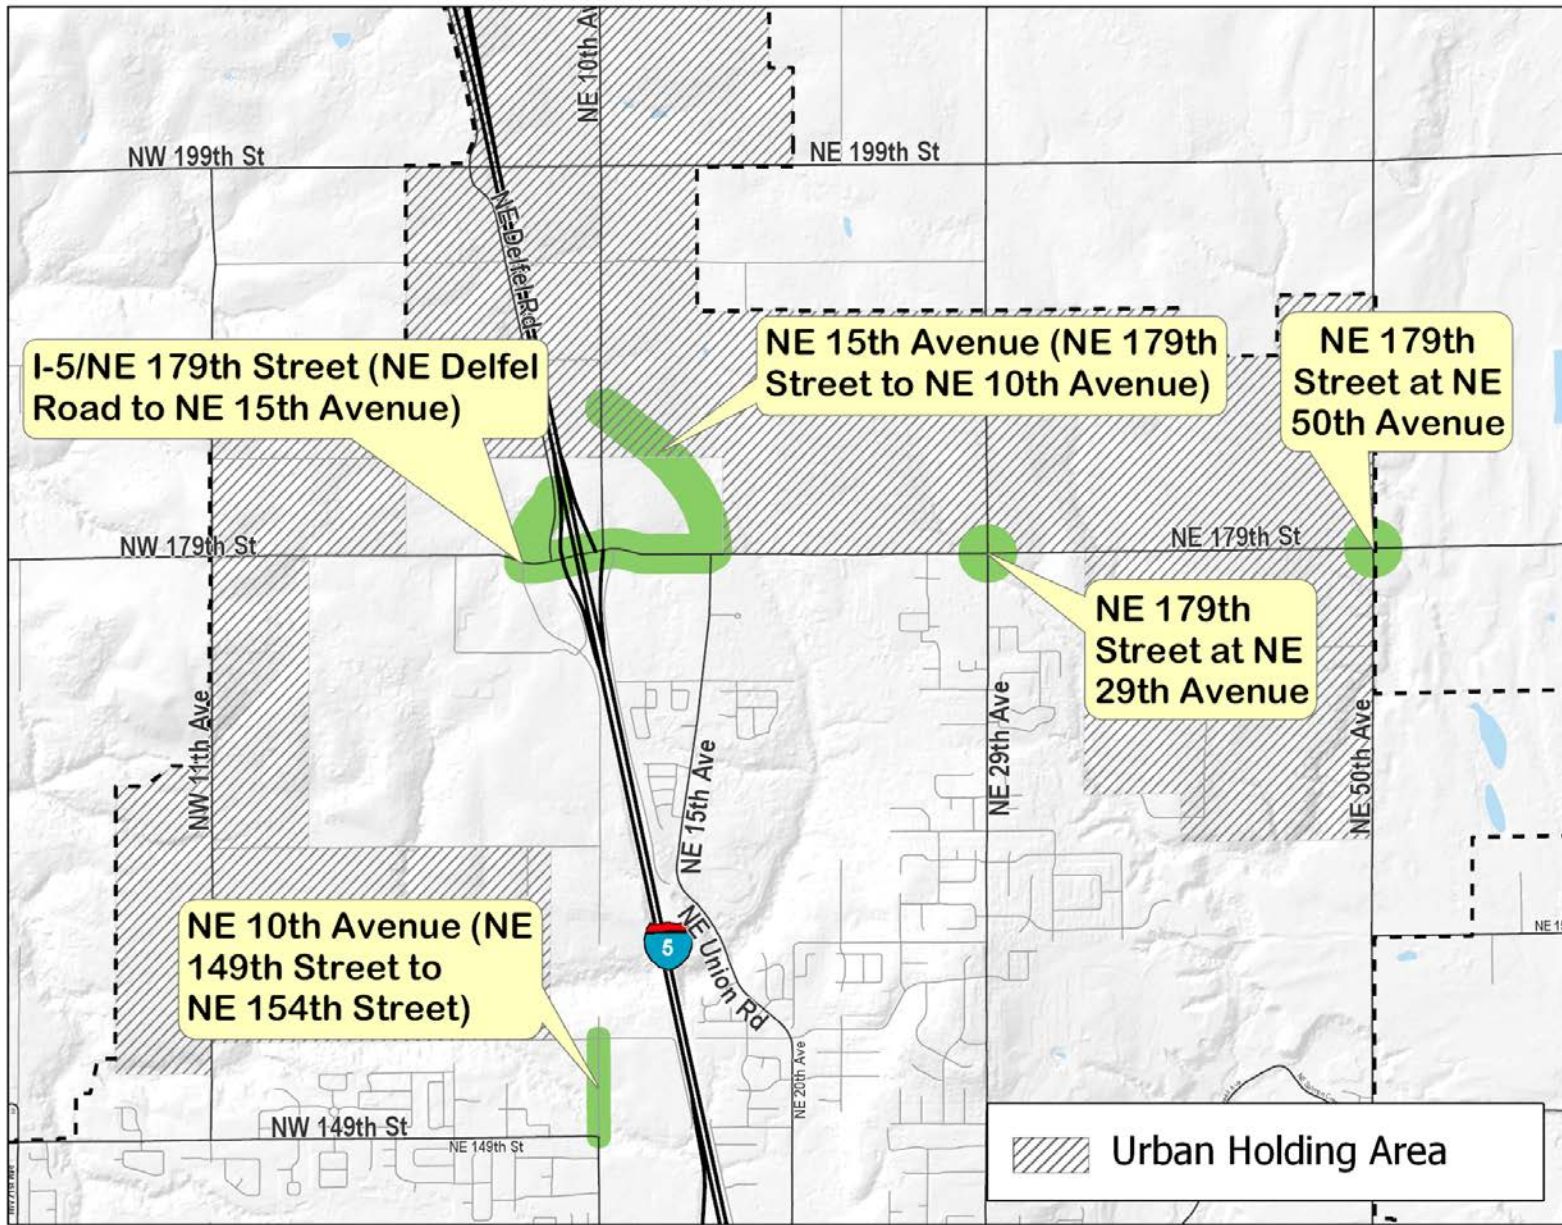 NE 10th Av
NW 199th St
NE 199th St
NE Delfel Rd
I-5/NE 179th Street (NE Delfel
Road to NE 15th Avenue)
NE 15th Avenue (NE 179th
Street to NE 10th Avenue)
NE 179th
Street at NE
50th Avenue
NW 179th St
NE 179th St
NE 179th
Street at NE
29th Avenue
NW 11th Ave
NE 15th Ave
NE 29th Ave
NE 50th Ave
NE 10th Avenue (NE
149th Street to
NE 154th Street)
5
NE Union Rd
NE 15
NE 20th Ave
NW 149th St
NE 149th St
Urban Holding Area